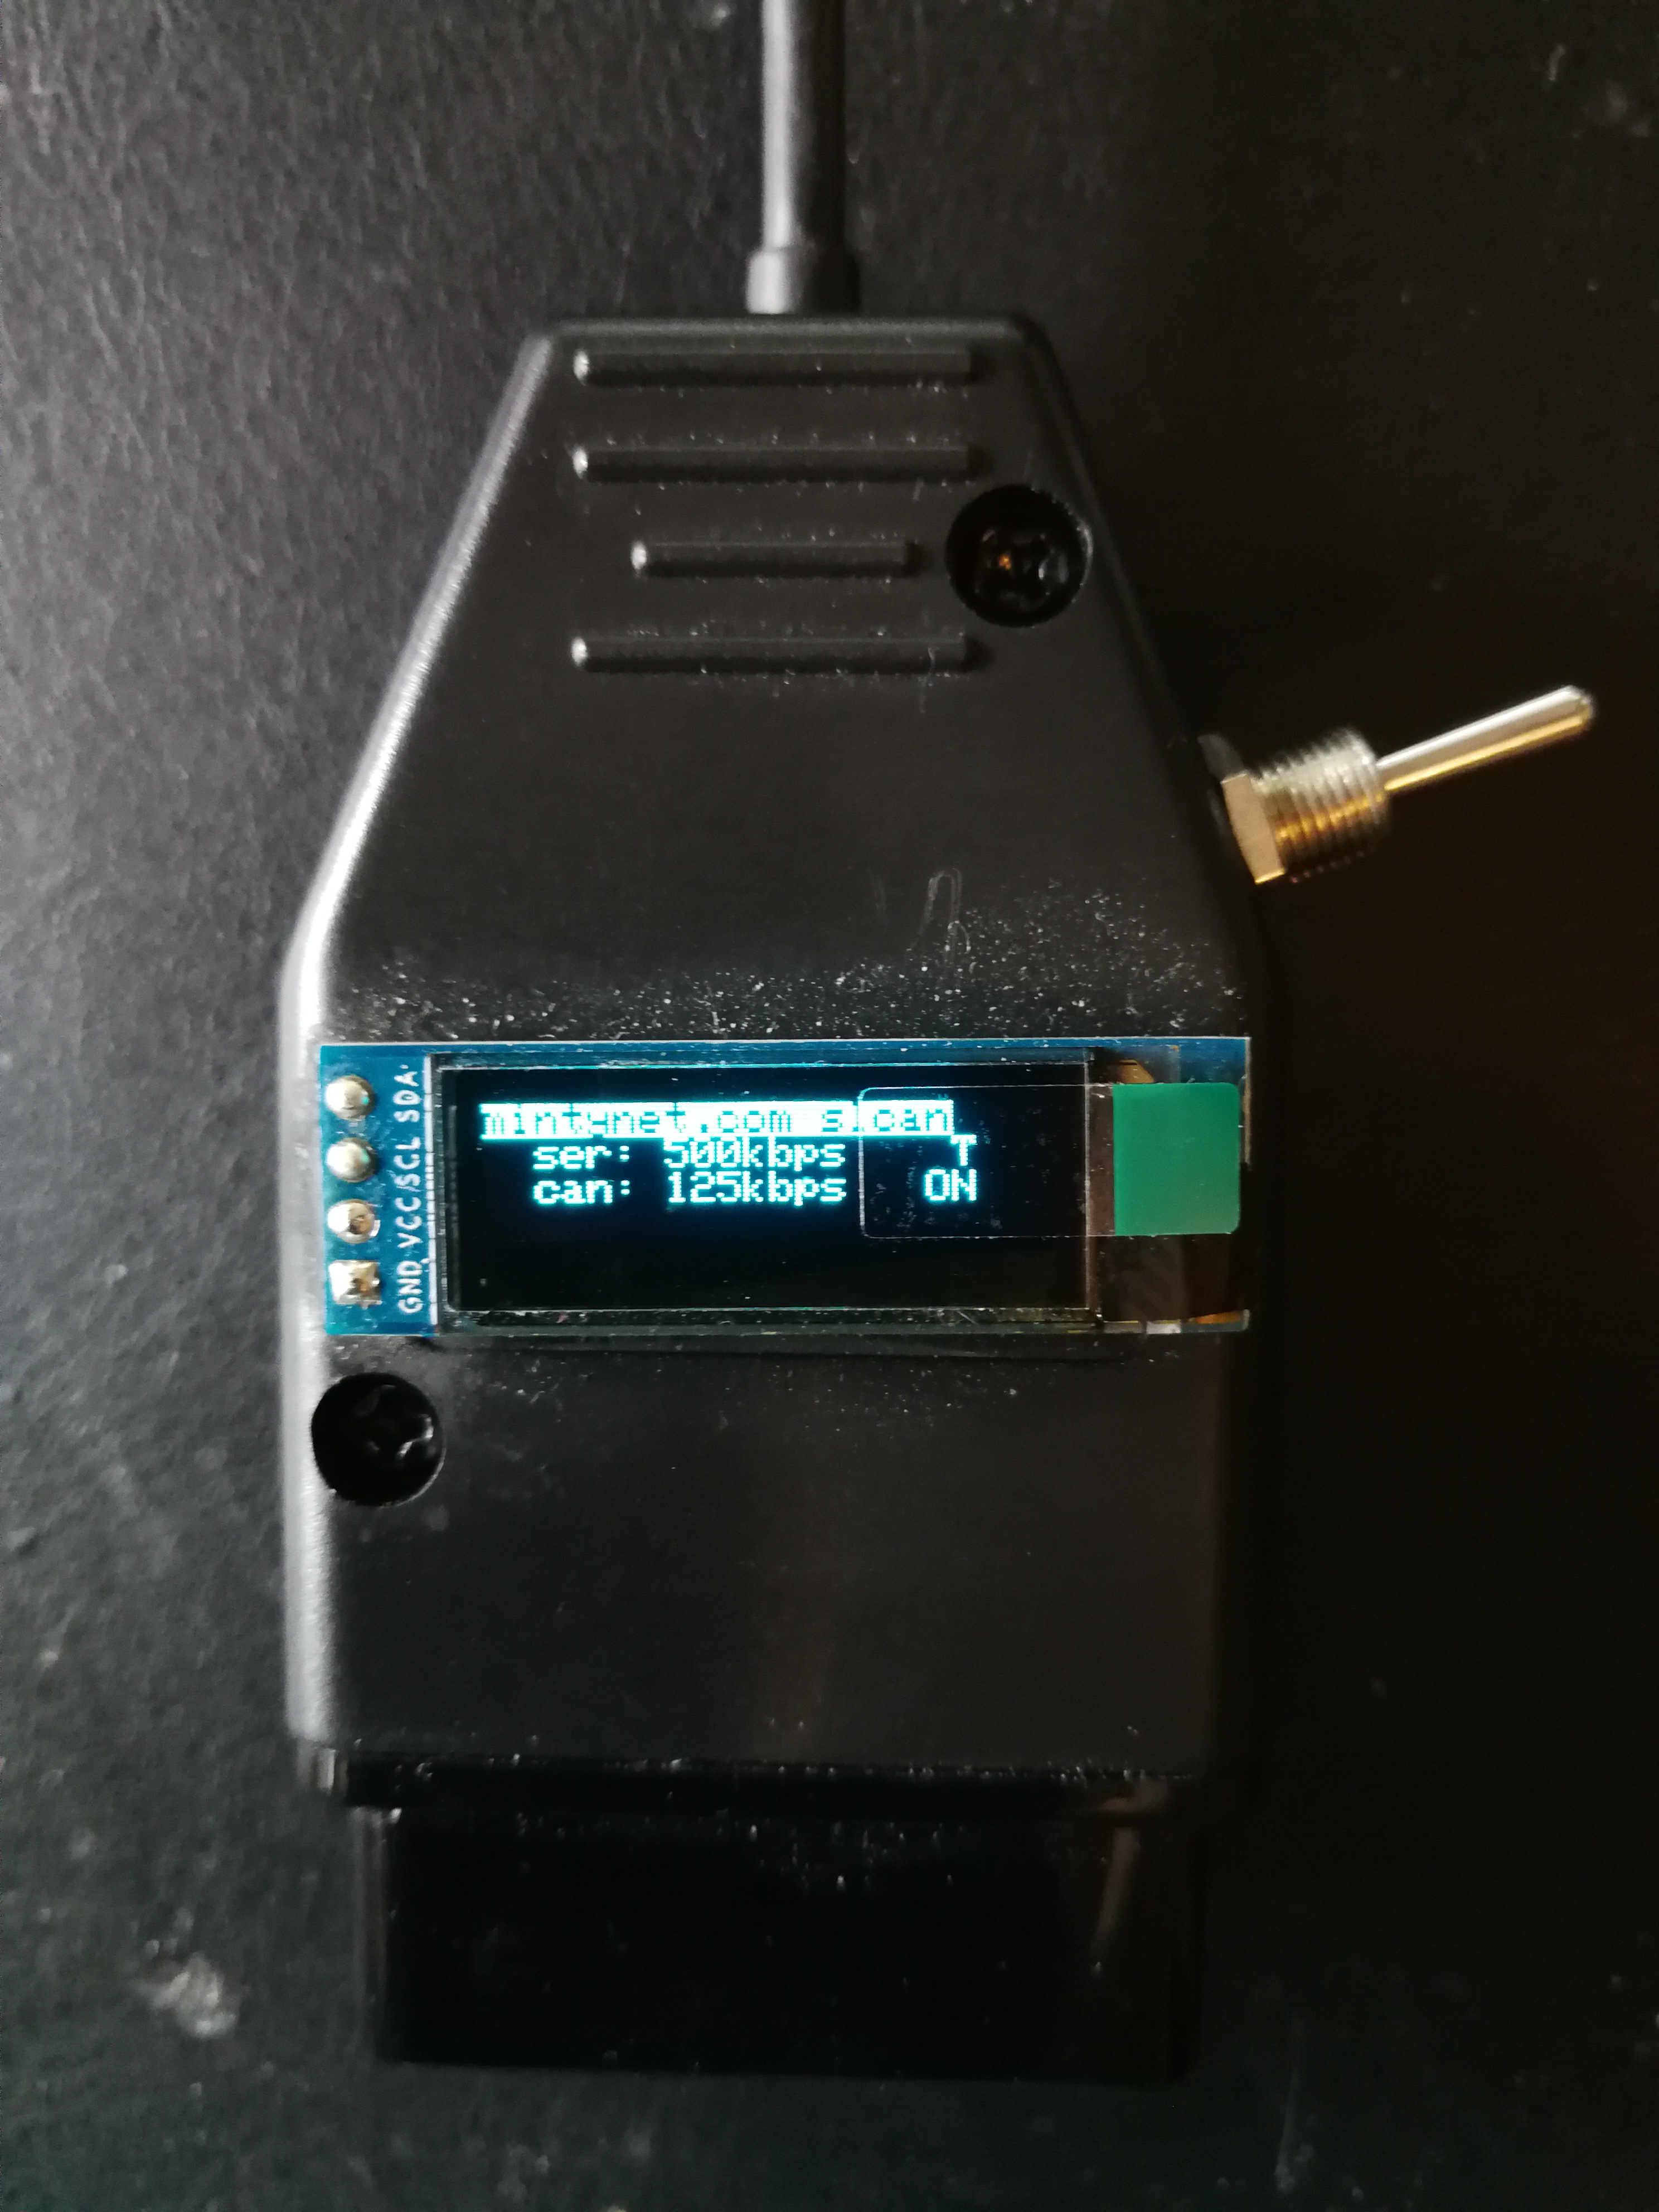 mintynet.com slcan
ser: 500kbps T
can: 125kbps ON
GND VCC/SCL SDA